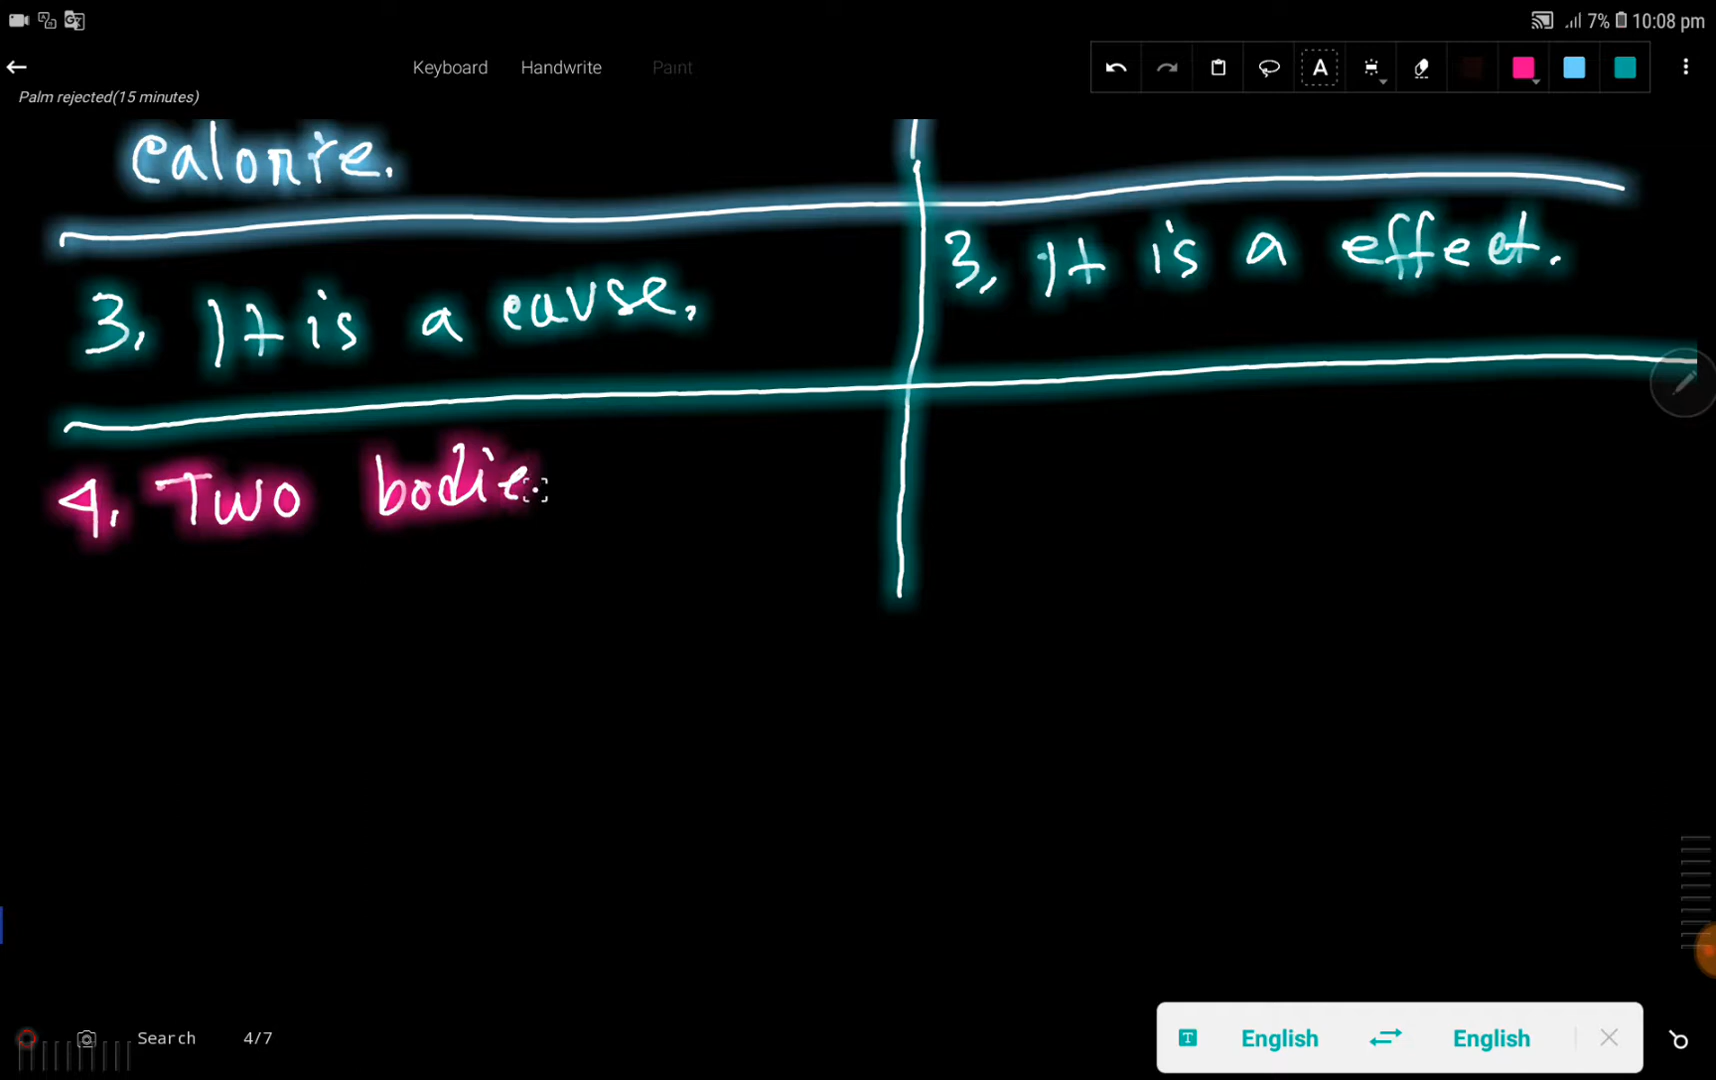 7% 10:08 pm
Keyboard Handwrite Paint
A
Palm rejected(15 minutes)
calorie.
3, It is a cause.
3, It is a effect.
4, Two bodie
Search 4/7
T English English